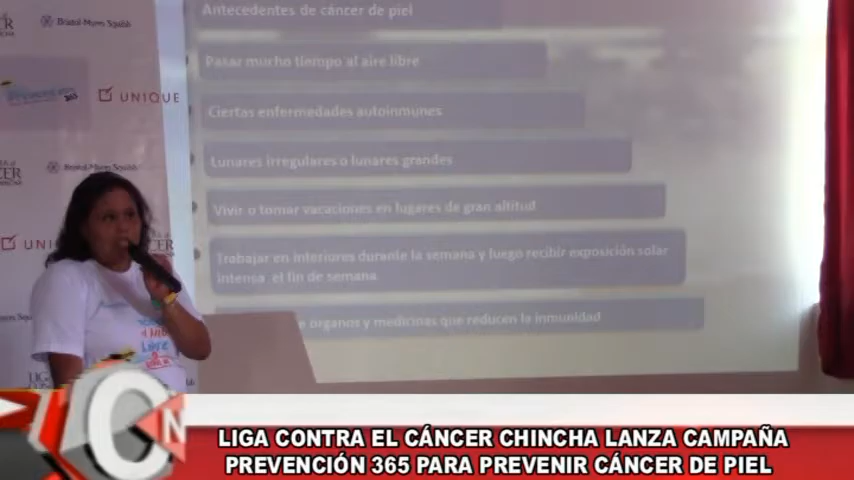 Antecedentes de cáncer de piel
Bristol-Myers Squibb
Pasar mucho tiempo al aire libre
365
UNIQUE
Ciertas enfermedades autoinmunes
Lunares irregulares o lunares grandes
Bristol-Myers Squibb
Vivir o tomar vacaciones en lugares de gran altitud
UNI
Trabajar en interiores durante la semana y luego recibir exposición solar
intensa el fin de semana
órganos y medicinas que reducen la inmunidad
LIGA CONTRA EL CÁNCER CHINCHA LANZA CAMPAÑA
PREVENCIÓN 365 PARA PREVENIR CÁNCER DE PIEL
CN